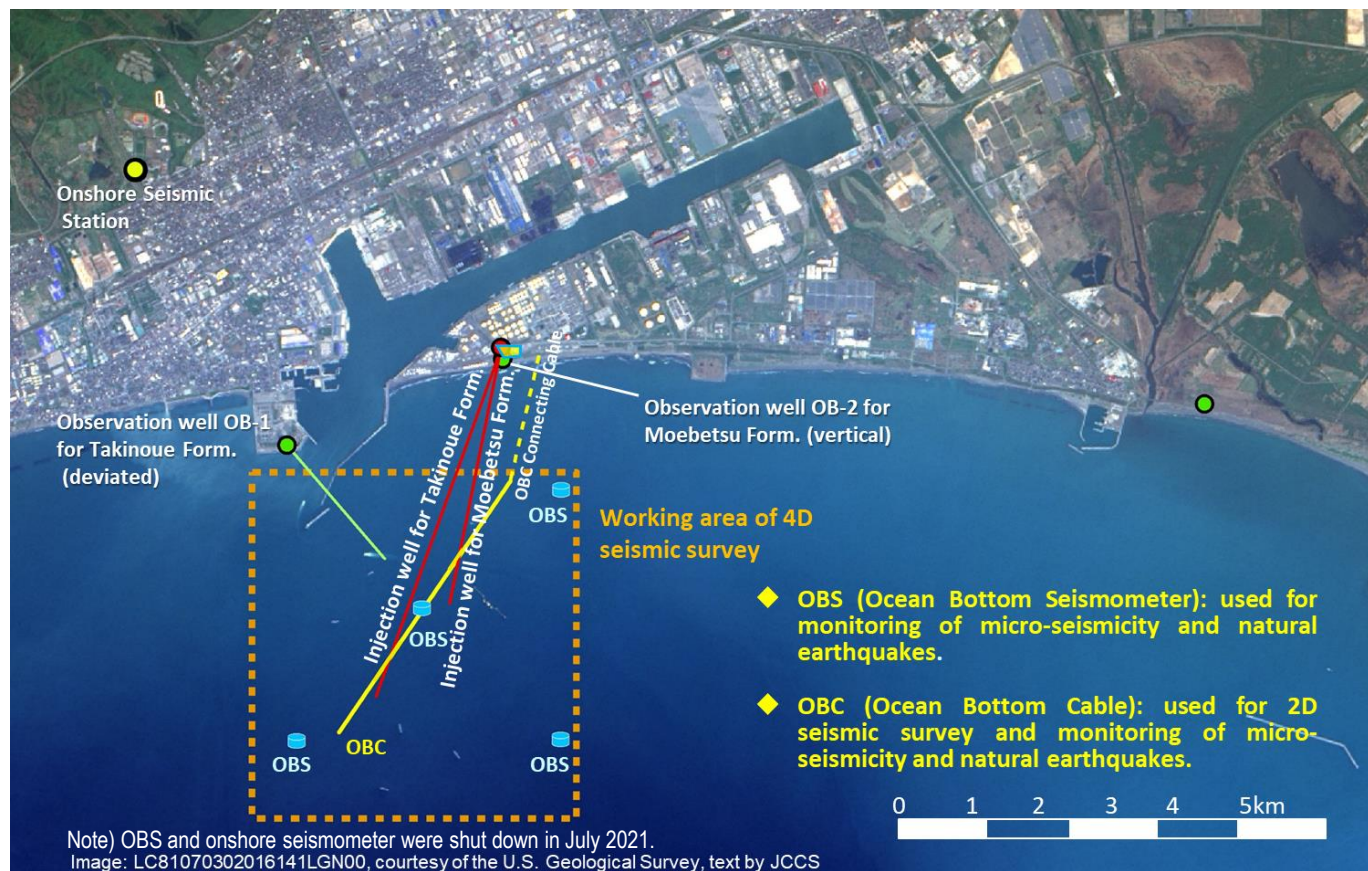 Onshore Seismic
Station
Observation well OB-1
for Takinoue Form.
(deviated)
Injection well for Takinoue Form.
Injection well for Moebetsu Form.
OBC Connecting Cable
Observation well OB-2 for
Moebetsu Form. (vertical)
OBS
Working area of 4D
seismic survey
OBS
OBS
OBC
OBS
◆ OBS (Ocean Bottom Seismometer): used for
monitoring of micro-seismicity and natural
earthquakes.
◆ OBC (Ocean Bottom Cable): used for 2D
seismic survey and monitoring of micro-
seismicity and natural earthquakes.
0 1 2 3 4 5km
Note) OBS and onshore seismometer were shut down in July 2021.
Image: LC81070302016141LGN00, courtesy of the U.S. Geological Survey, text by JCCS